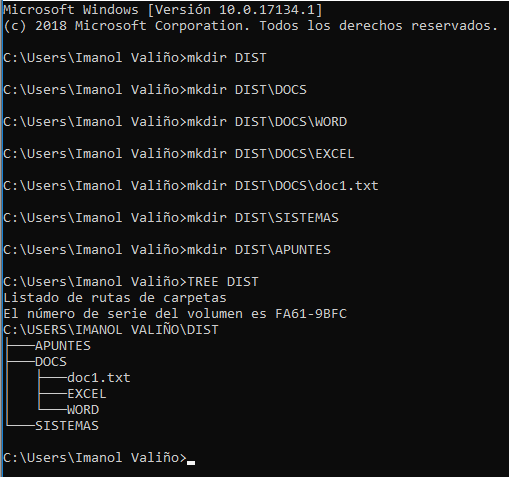 Microsoft Windows [Versión 10.0.17134.1]
(c) 2018 Microsoft Corporation. Todos los derechos reservados.
C:\Users\Imanol Valiño>mkdir DIST
C:\Users\Imanol Valiño>mkdir DIST\DOCS
C:\Users\Imanol Valiño>mkdir DIST\DOCS\WORD
C:\Users\Imanol Valiño>mkdir DIST\DOCS\EXCEL
C:\Users\Imanol Valiño>mkdir DIST\DOCS\doc1.txt
C:\Users\Imanol Valiño>mkdir DIST\SISTEMAS
C:\Users\Imanol Valiño>mkdir DIST\APUNTES
C:\Users\Imanol Valiño>TREE DIST
Listado de rutas de carpetas
El número de serie del volumen es FA61-9BFC
C:\USERS\IMANOL VALIÑO\DIST
├───APUNTES
├───DOCS
│   ├───doc1.txt
│   ├───EXCEL
│   └───WORD
└───SISTEMAS
C:\Users\Imanol Valiño>